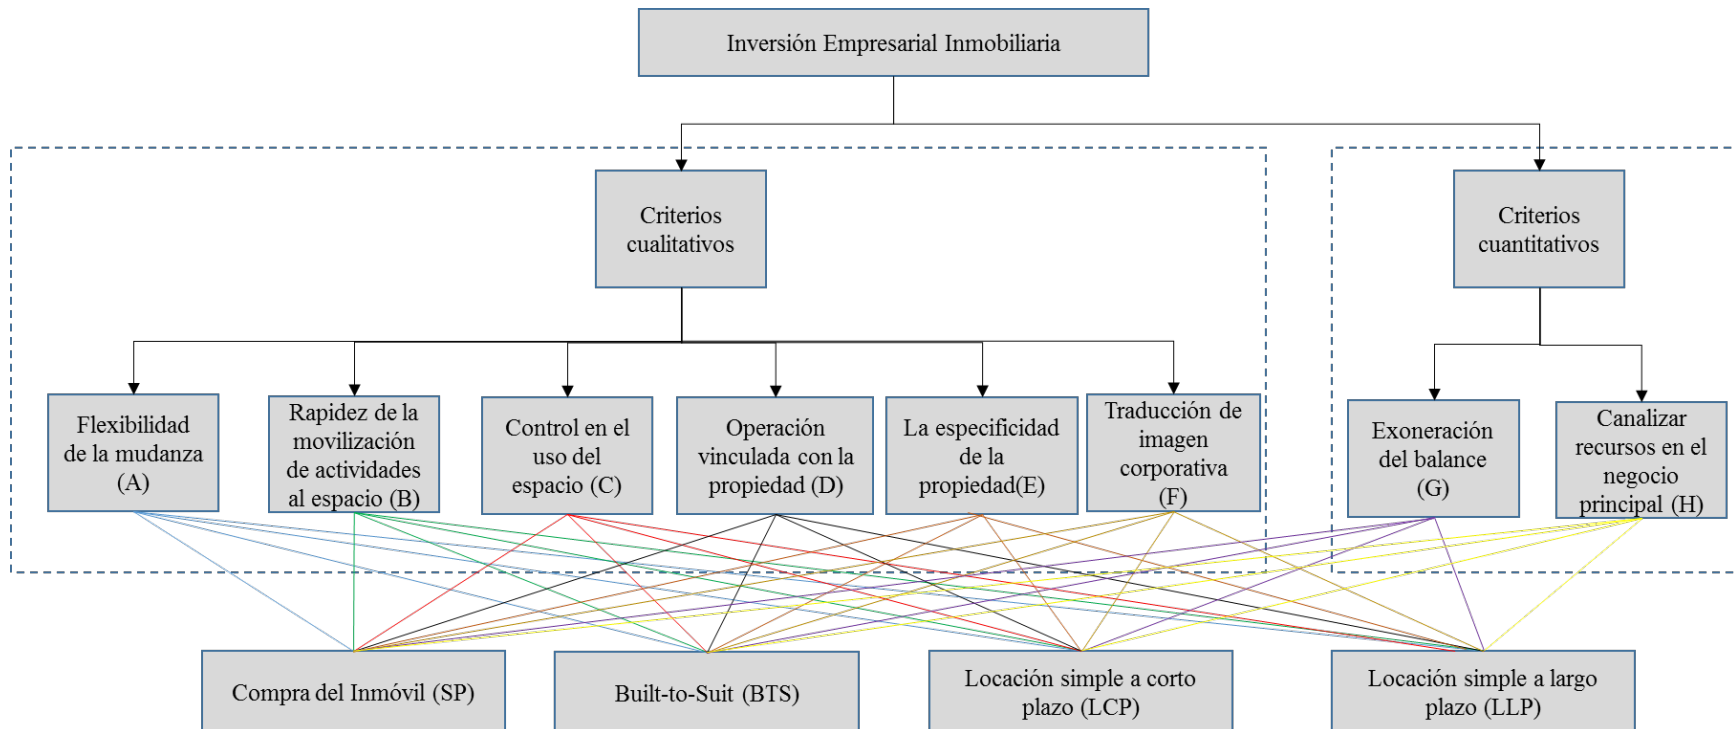 Inversión Empresarial Inmobiliaria
Criterios
cualitativos
Criterios
cuantitativos
Flexibilidad
de la mudanza
(A)
Rapidez de la
movilización
de actividades
al espacio (B)
Control en el
uso del
espacio (C)
Operación
vinculada con la
propiedad (D)
La especificidad
de la
propiedad(E)
Traducción de
imagen
corporativa
(F)
Exoneración
del balance
(G)
Canalizar
recursos en el
negocio
principal (H)
Compra del Inmóvil (SP)
Built-to-Suit (BTS)
Locación simple a corto
plazo (LCP)
Locación simple a largo
plazo (LLP)